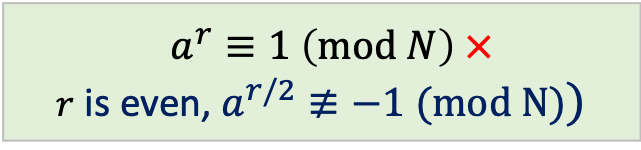 a^r ≡ 1 (mod N) ×
r is even, a^{r/2} ≢ −1 (mod N))